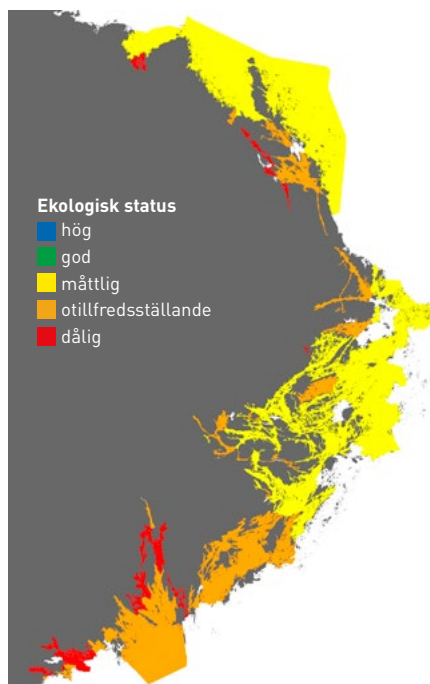 Ekologisk status
hög
god
måttlig
otillfredsställande
dålig